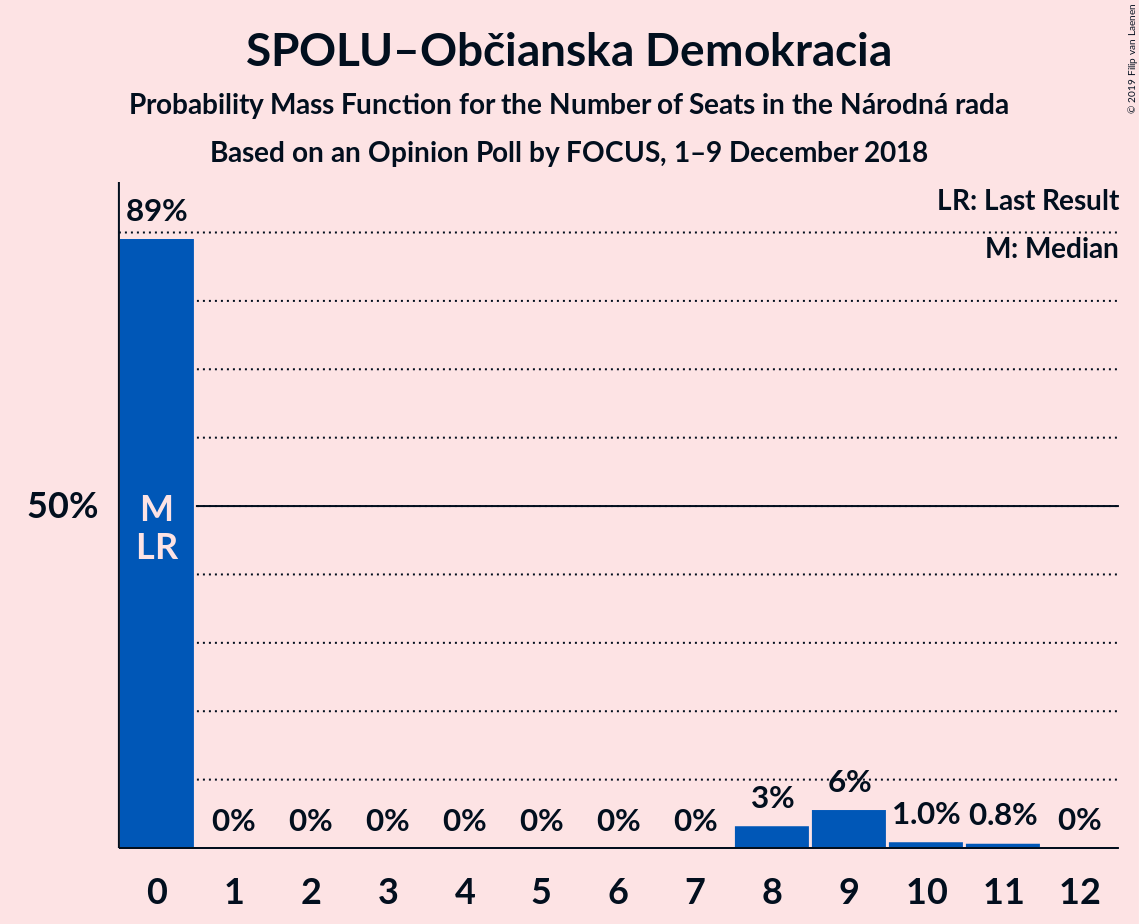 SPOLU–Občianska Demokracia
Probability Mass Function for the Number of Seats in the Národná rada
Based on an Opinion Poll by FOCUS, 1–9 December 2018
© 2019 Filip van Laenen
LR: Last Result
M: Median
89%
50%
M
LR
0% 0% 0% 0% 0% 0% 0% 3% 6% 1.0% 0.8% 0%
0 1 2 3 4 5 6 7 8 9 10 11 12